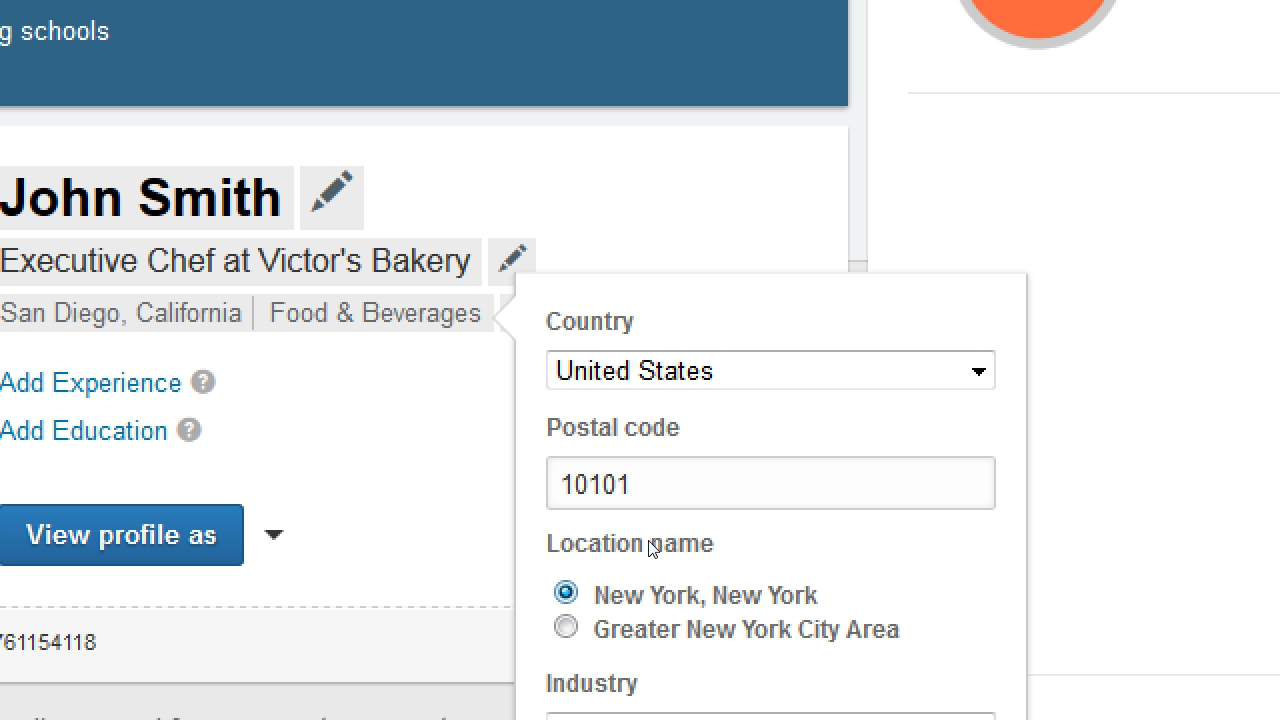 g schools
John Smith
Executive Chef at Victor's Bakery
San Diego, California | Food & Beverages
Country
United States
Add Experience ?
Add Education ?
Postal code
10101
View profile as
Location name
New York, New York
Greater New York City Area
761154118
Industry